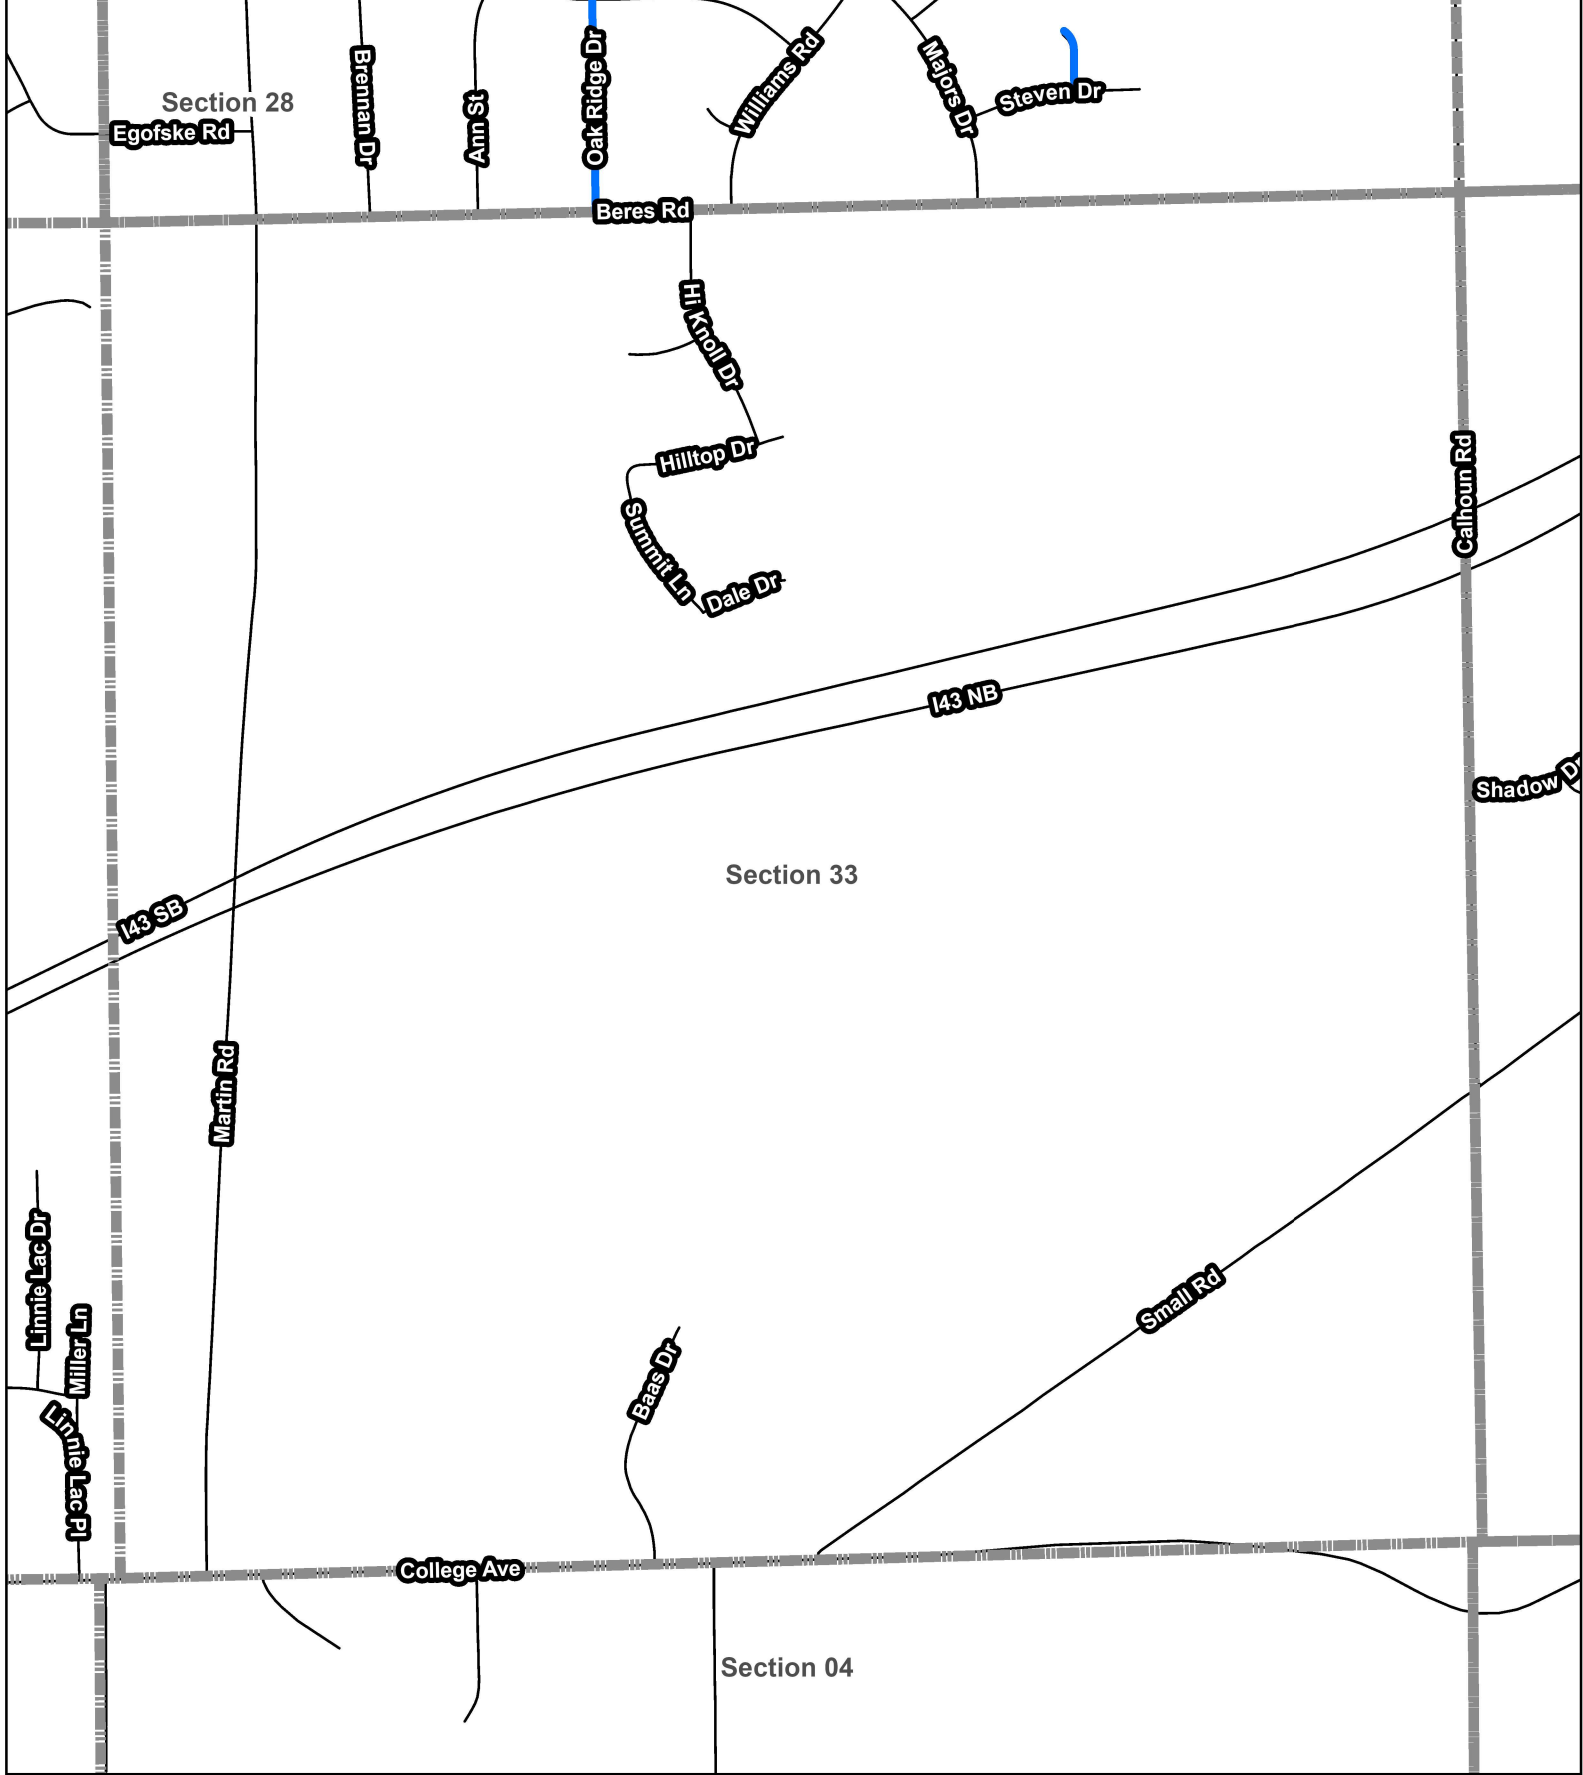 Section 28
Egofske Rd
Brennan Dr
Ann St
Oak Ridge Dr
Williams Rd
Majors Dr
Steven Dr
Beres Rd
Hi Knoll Dr
Hilltop Dr
Summit Ln
Dale Dr
Calhoun Rd
I43 NB
Shadow Dr
Section 33
I43 SB
Martin Rd
Linnie Lac Dr
Miller Ln
Small Rd
Baas Dr
Linnie Lac Pl
College Ave
Section 04